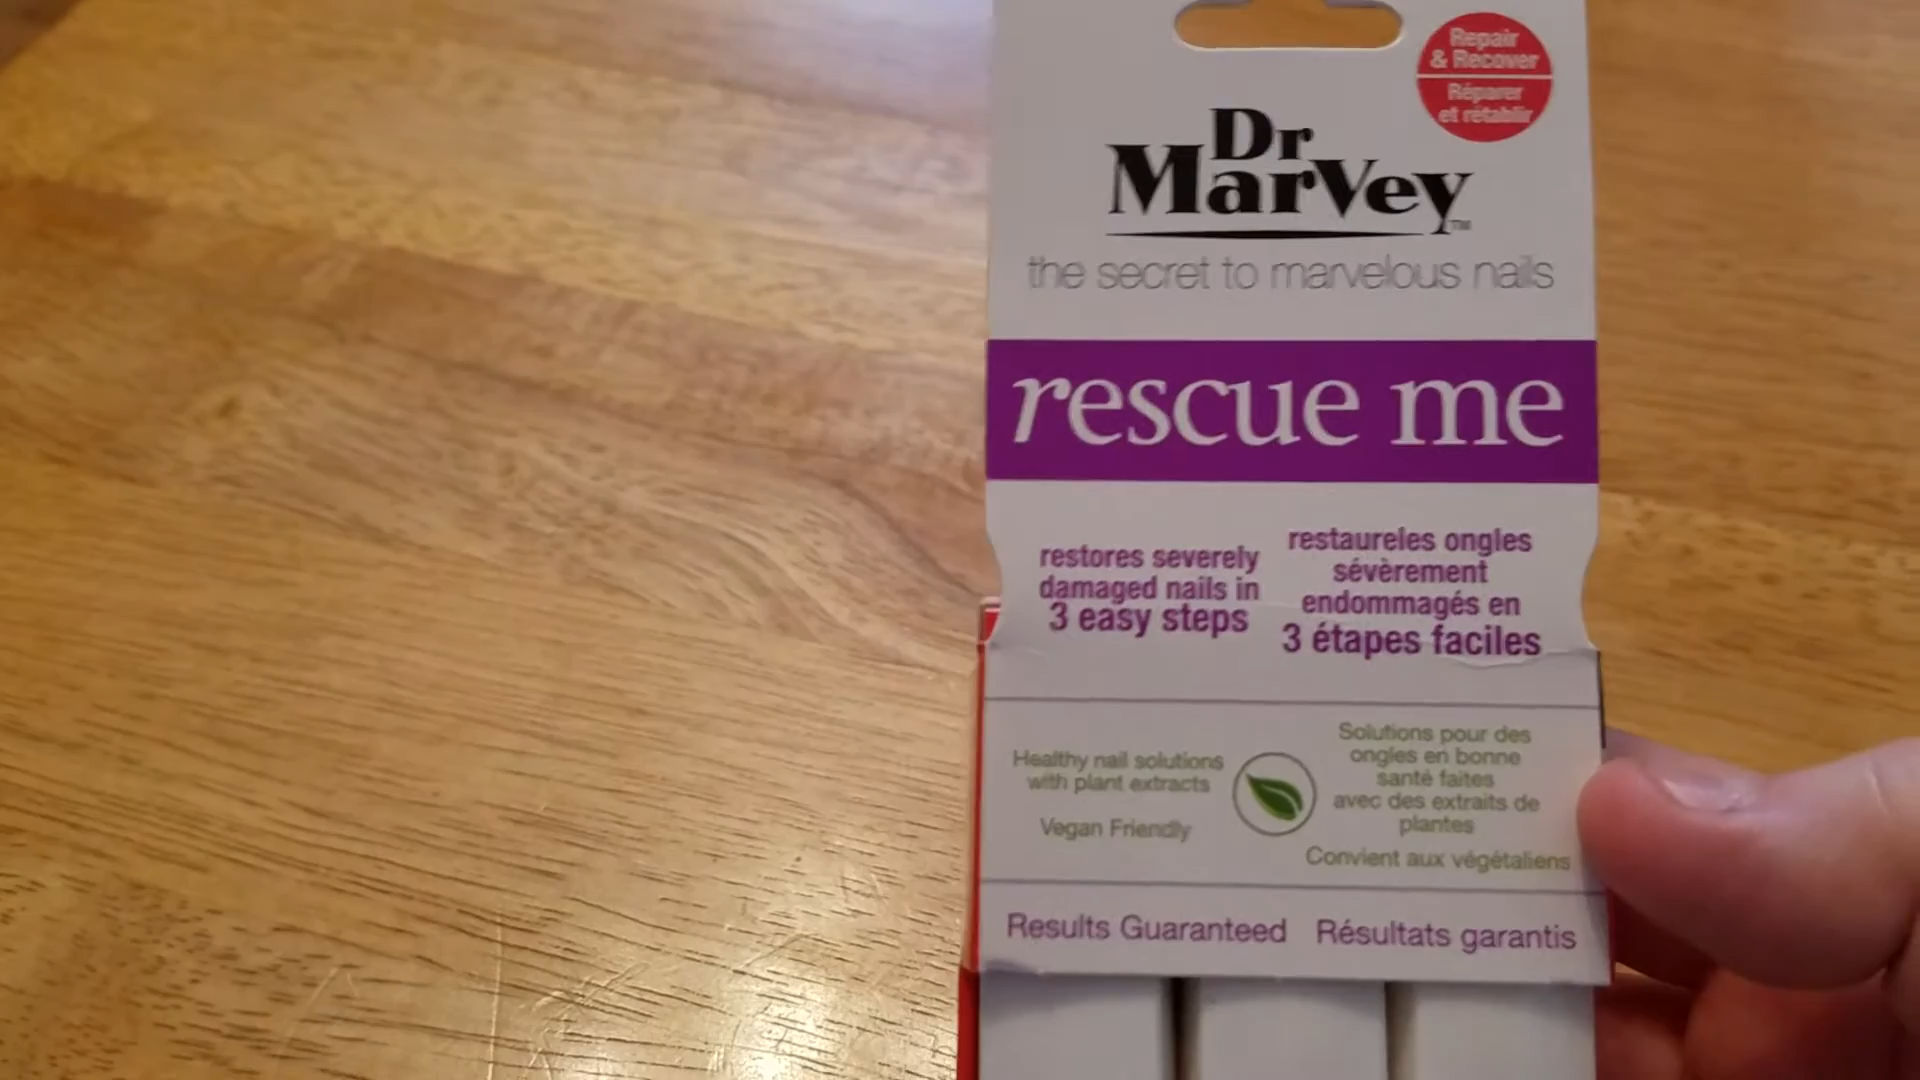 Repair
& Recover
Réparer
et rétablir
Dr
MarVey™
the secret to marvelous nails
rescue me
restores severely
damaged nails in
3 easy steps
restaureles ongles
sévèrement
endommagés en
3 étapes faciles
Healthy nail solutions
with plant extracts
Vegan Friendly
Solutions pour des
ongles en bonne
santé faites
avec des extraits de
plantes
Convient aux végétaliens
Results Guaranteed
Résultats garantis